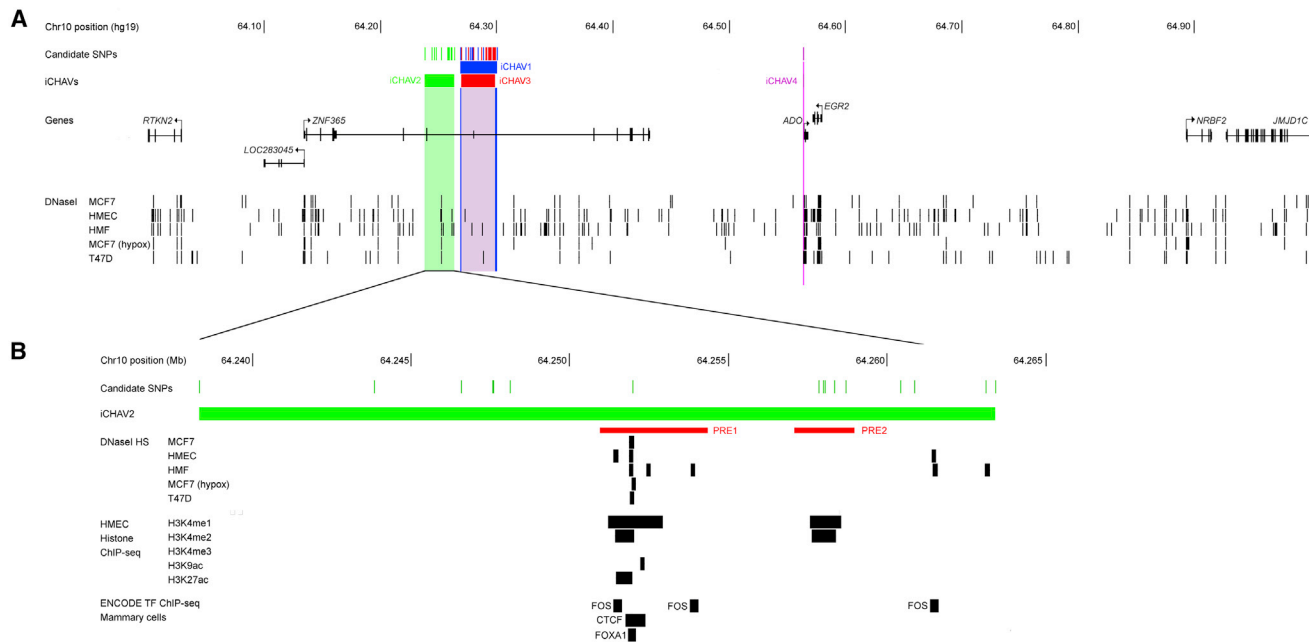 A
Chr10 position (hg19) 64.10 64.20 64.30 64.40 64.50 64.60 64.70 64.80 64.90
Candidate SNPs
iCHAV1
iCHAVs iCHAV2 iCHAV3 iCHAV4
EGR2
Genes RTKN2 ZNF365 ADO NRBF2 JMJD1C
LOC283045
DNaseI MCF7
HMEC
HMF
MCF7 (hypox)
T47D
B
Chr10 position (Mb) 64.240 64.245 64.250 64.255 64.260 64.265
Candidate SNPs
iCHAV2
PRE1 PRE2
DNaseI HS MCF7
HMEC
HMF
MCF7 (hypox)
T47D
HMEC H3K4me1
Histone H3K4me2
ChIP-seq H3K4me3
H3K9ac
H3K27ac
ENCODE TF ChIP-seq FOS FOS FOS
Mammary cells CTCF
FOXA1